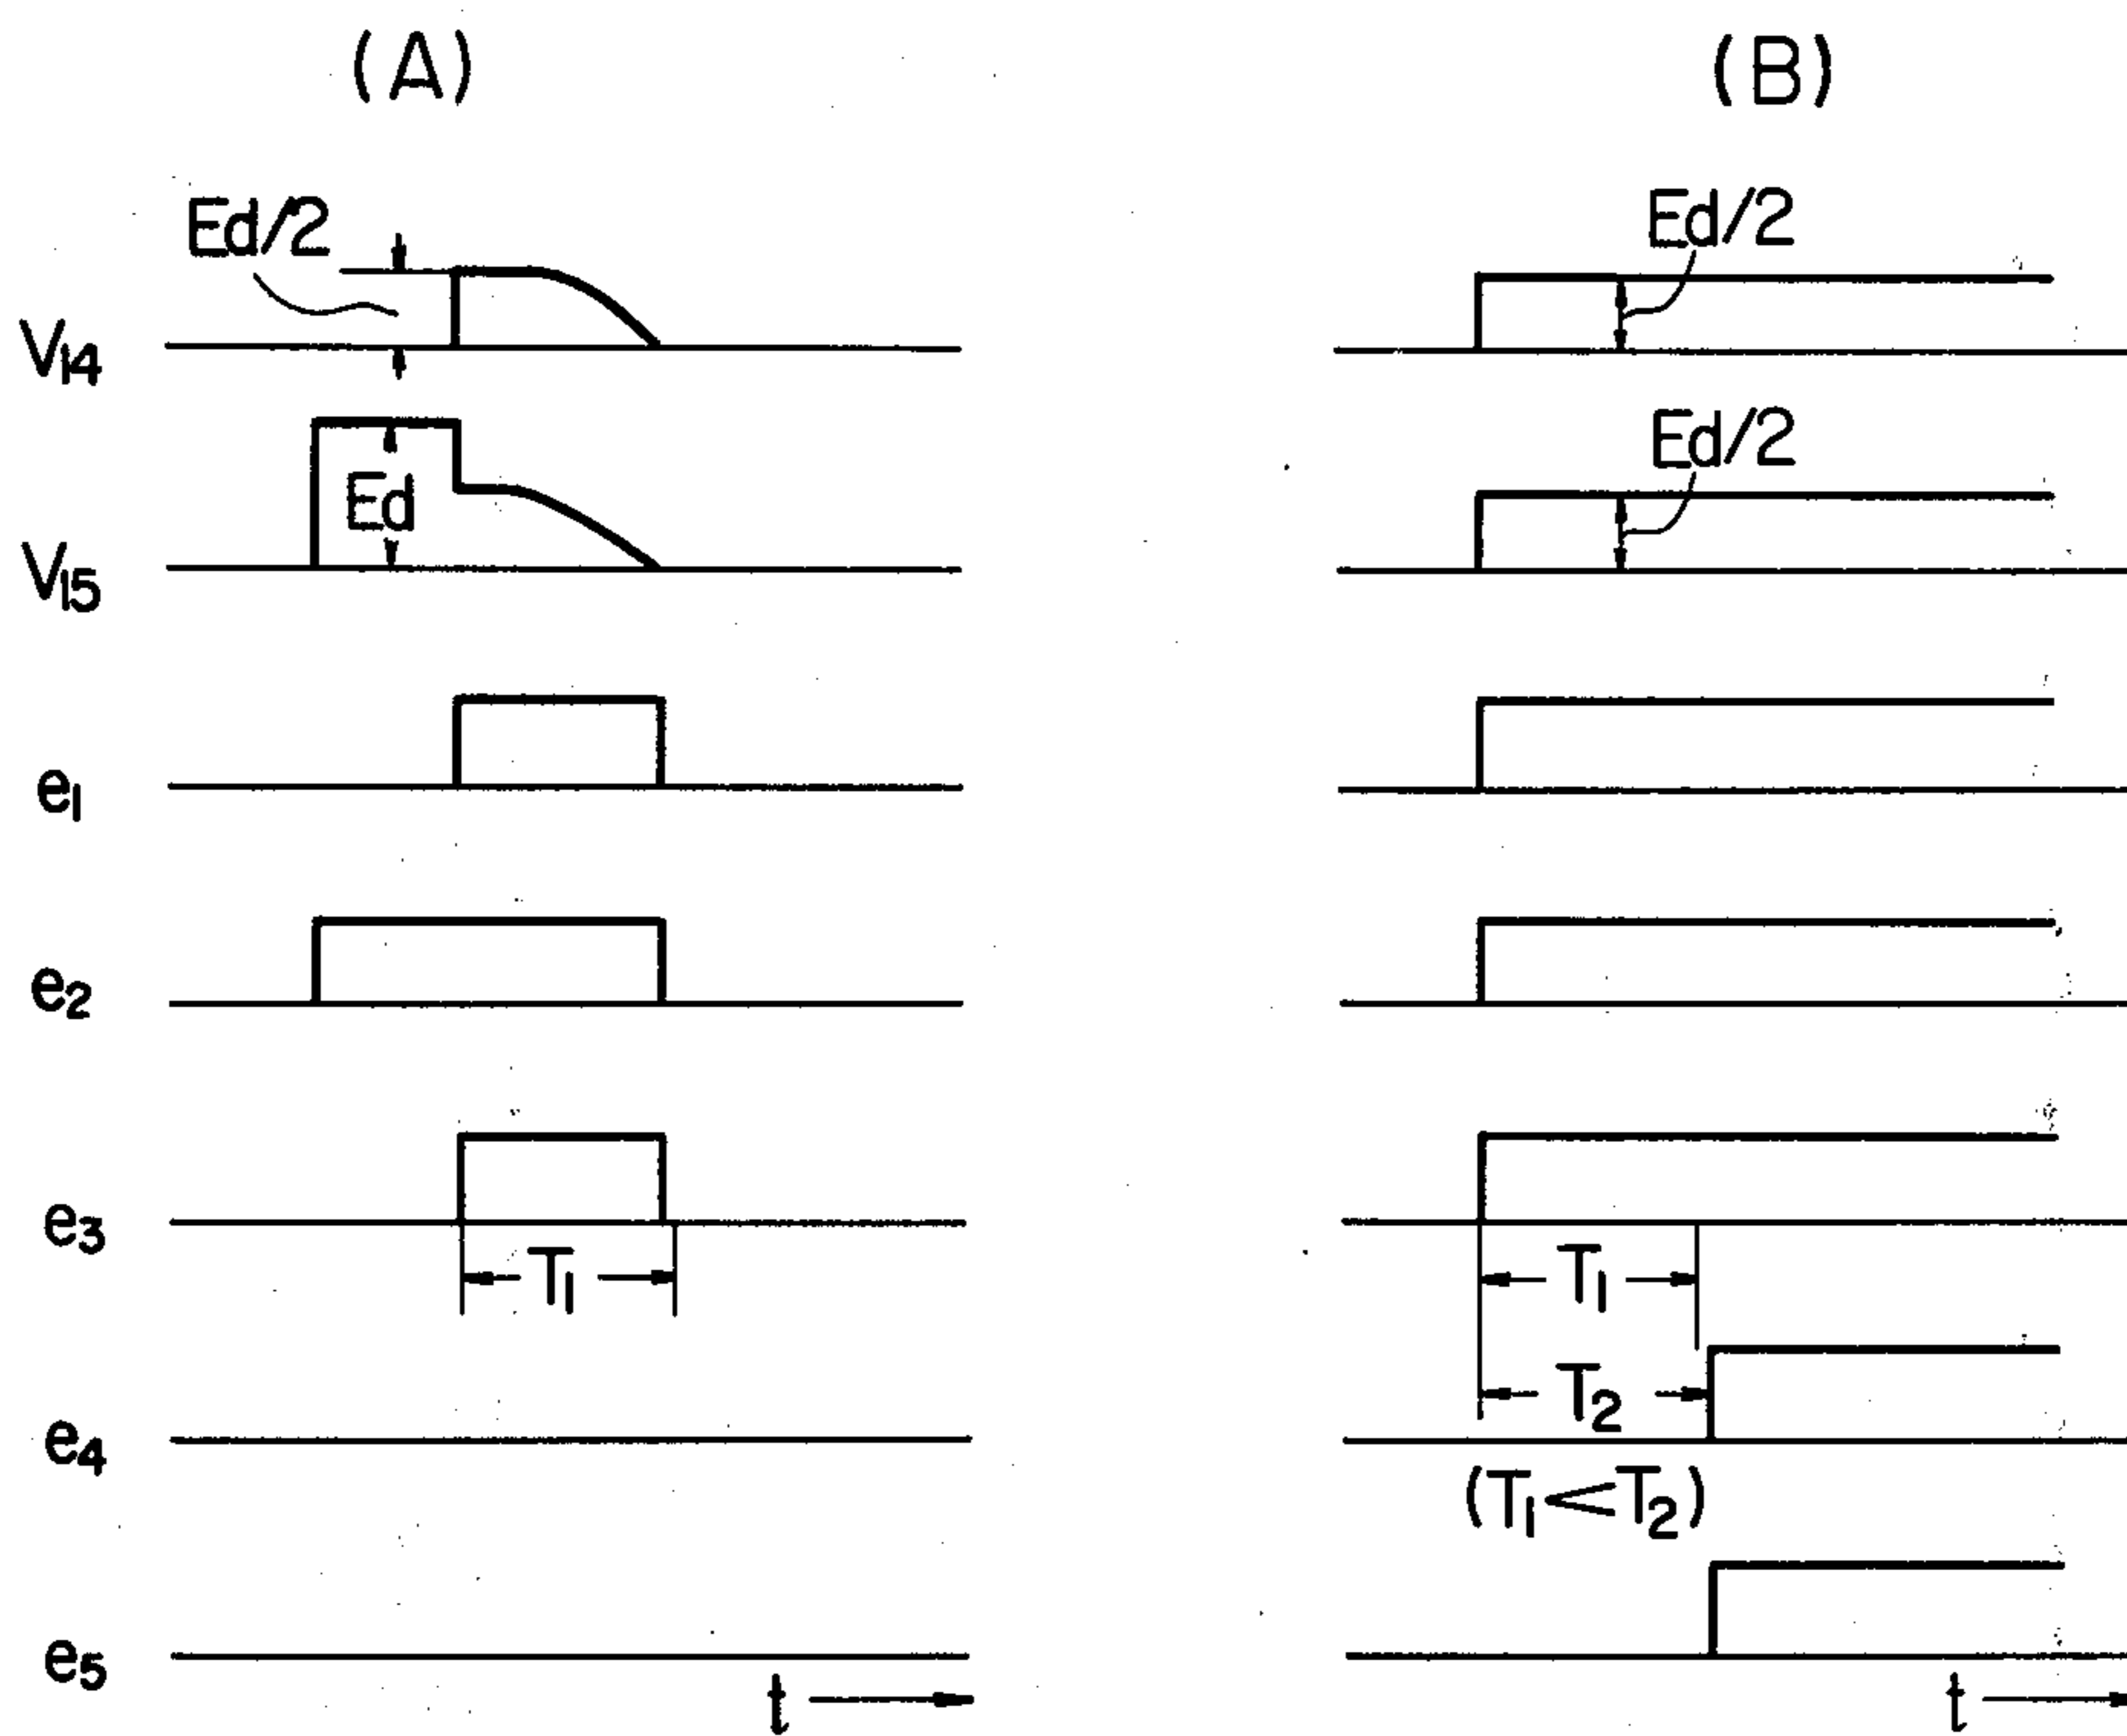 (A) (B)
Ed/2 Ed/2
V14
Ed/2
Ed
V15
e1
e2
e3
T1 T1
T2
e4
(T1<T2)
e5
t t